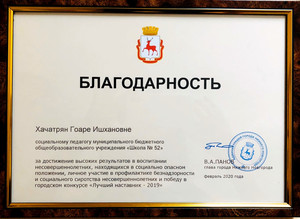 БЛАГОДАРНОСТЬ
Хачатрян Гоаре Ишхановне
социальному педагогу муниципального бюджетного
общеобразовательного учреждения «Школа № 52»
за достижение высоких результатов в воспитании
несовершеннолетних, находящихся в социально опасном
положении, личное участие в профилактике безнадзорности
и социального сиротства несовершеннолетних и победу в
городском конкурсе «Лучший наставник - 2019»
В.А.ПАНОВ
глава города Нижнего Новгорода
февраль 2020 года